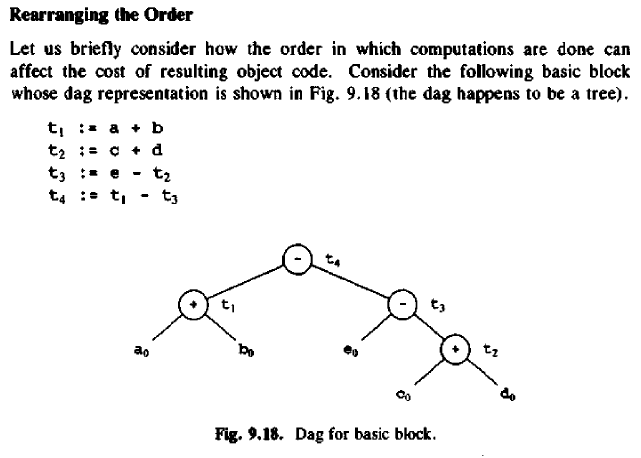 Rearranging the Order
Let us briefly consider how the order in which computations are done can
affect the cost of resulting object code. Consider the following basic block
whose dag representation is shown in Fig. 9.18 (the dag happens to be a tree).
t₁ := a + b
t₂ := c + d
t₃ := e - t₂
t₄ := t₁ - t₃
- t₄
+ t₁
- t₃
a₀
b₀
e₀
+ t₂
c₀
d₀
Fig. 9.18. Dag for basic block.